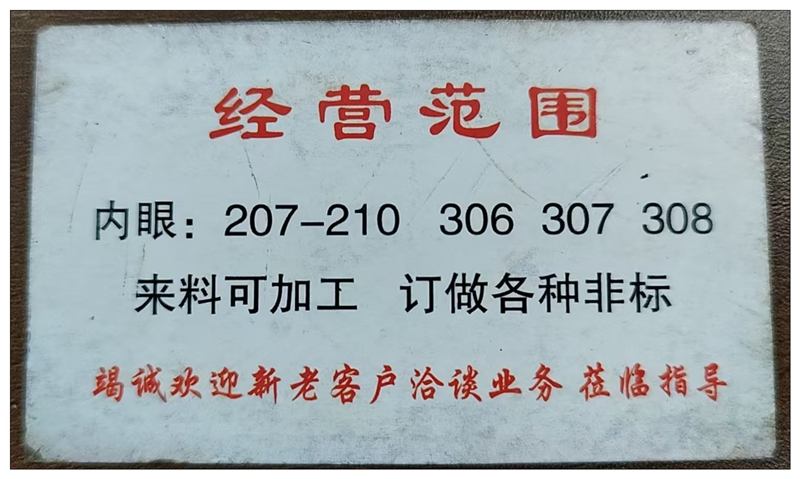 经营范围
内眼：207-210 306 307 308
来料可加工 订做各种非标
竭诚欢迎新老客户洽谈业务 莅临指导